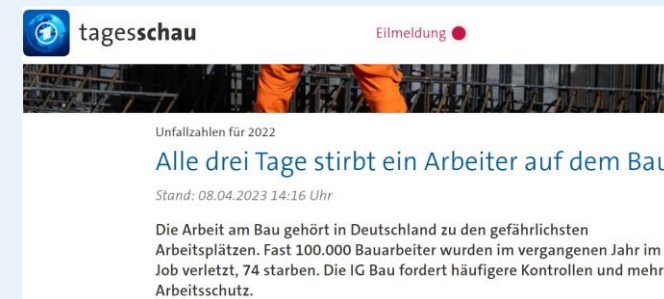 tagesschau
Eilmeldung
Unfallzahlen für 2022
Alle drei Tage stirbt ein Arbeiter auf dem Bau
Stand: 08.04.2023 14:16 Uhr
Die Arbeit am Bau gehört in Deutschland zu den gefährlichsten
Arbeitsplätzen. Fast 100.000 Bauarbeiter wurden im vergangenen Jahr im
Job verletzt, 74 starben. Die IG Bau fordert häufigere Kontrollen und mehr
Arbeitsschutz.